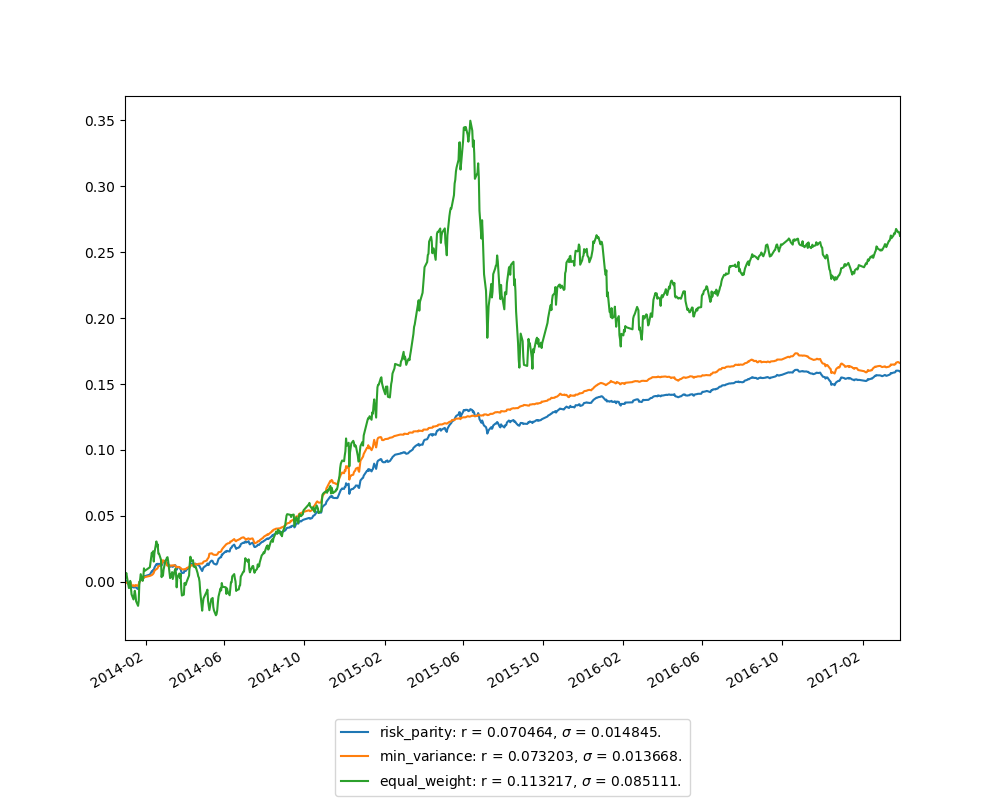 0.35
0.30
0.25
0.20
0.15
0.10
0.05
0.00
2014-02 2014-06 2014-10 2015-02 2015-06 2015-10 2016-02 2016-06 2016-10 2017-02
risk_parity: r = 0.070464, σ = 0.014845.
min_variance: r = 0.073203, σ = 0.013668.
equal_weight: r = 0.113217, σ = 0.085111.